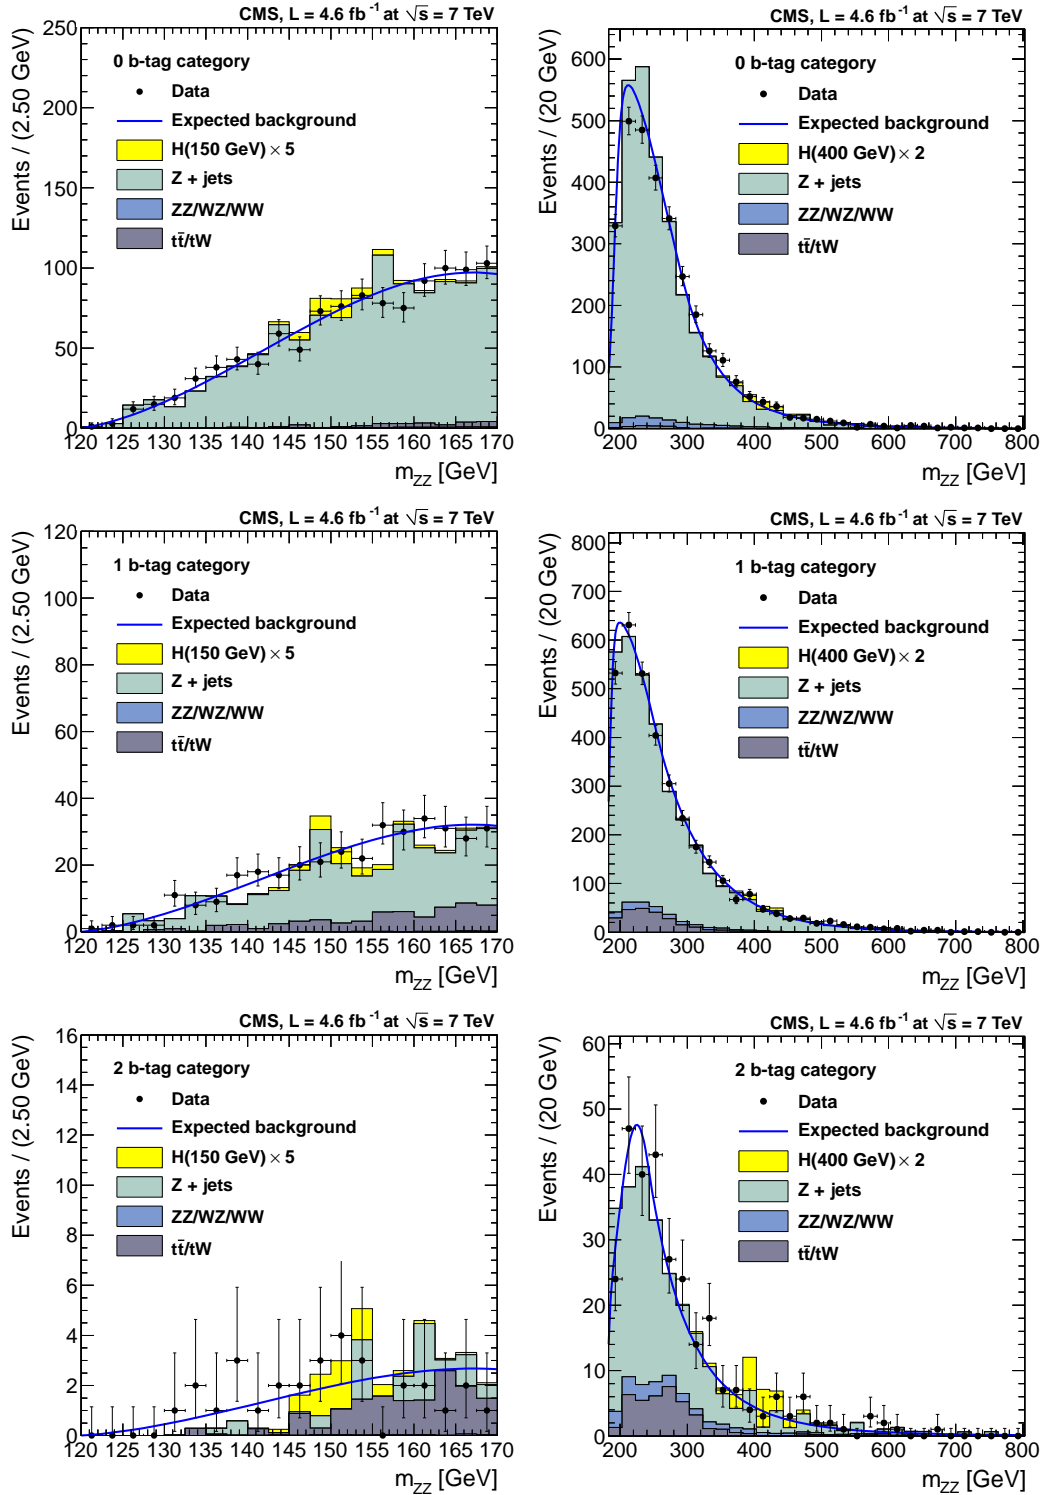 CMS, L = 4.6 fb⁻¹ at √s = 7 TeV
Events / (2.50 GeV)
250
200
150
100
50
0
0 b-tag category
Data
Expected background
H(150 GeV) × 5
Z + jets
ZZ/WZ/WW
tt̄/tW
120 125 130 135 140 145 150 155 160 165 170
m_ZZ [GeV]
CMS, L = 4.6 fb⁻¹ at √s = 7 TeV
Events / (20 GeV)
600
500
400
300
200
100
0
0 b-tag category
Data
Expected background
H(400 GeV) × 2
Z + jets
ZZ/WZ/WW
tt̄/tW
200 300 400 500 600 700 800
m_ZZ [GeV]
CMS, L = 4.6 fb⁻¹ at √s = 7 TeV
Events / (2.50 GeV)
120
100
80
60
40
20
0
1 b-tag category
Data
Expected background
H(150 GeV) × 5
Z + jets
ZZ/WZ/WW
tt̄/tW
120 125 130 135 140 145 150 155 160 165 170
m_ZZ [GeV]
CMS, L = 4.6 fb⁻¹ at √s = 7 TeV
Events / (20 GeV)
800
700
600
500
400
300
200
100
0
1 b-tag category
Data
Expected background
H(400 GeV) × 2
Z + jets
ZZ/WZ/WW
tt̄/tW
200 300 400 500 600 700 800
m_ZZ [GeV]
CMS, L = 4.6 fb⁻¹ at √s = 7 TeV
Events / (2.50 GeV)
16
14
12
10
8
6
4
2
0
2 b-tag category
Data
Expected background
H(150 GeV) × 5
Z + jets
ZZ/WZ/WW
tt̄/tW
120 125 130 135 140 145 150 155 160 165 170
m_ZZ [GeV]
CMS, L = 4.6 fb⁻¹ at √s = 7 TeV
Events / (20 GeV)
60
50
40
30
20
10
0
2 b-tag category
Data
Expected background
H(400 GeV) × 2
Z + jets
ZZ/WZ/WW
tt̄/tW
200 300 400 500 600 700 800
m_ZZ [GeV]